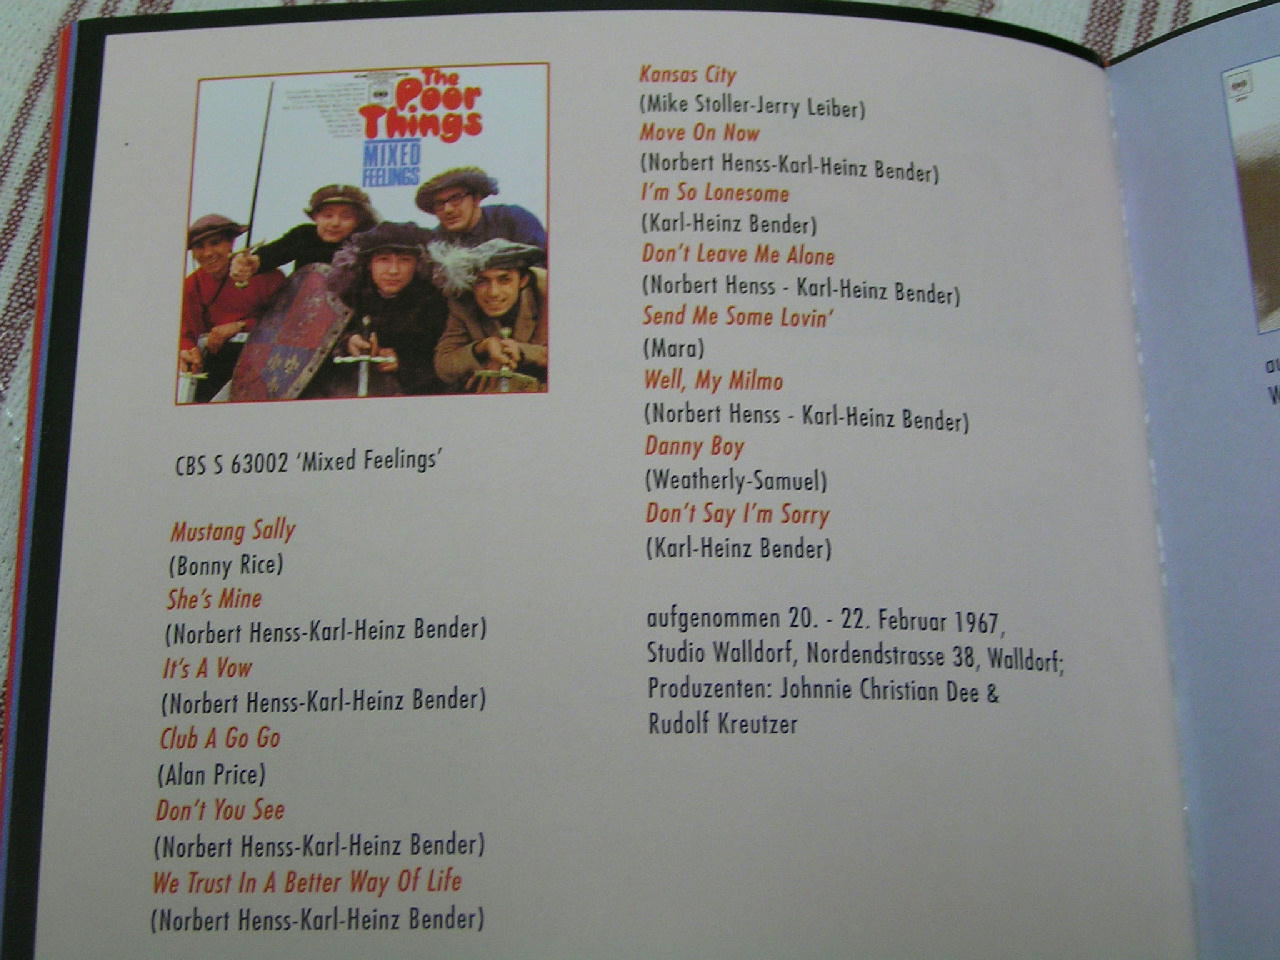 The
Poor
Things
MIXED
FEELINGS
CBS S 63002 'Mixed Feelings'
Mustang Sally
(Bonny Rice)
She's Mine
(Norbert Henss-Karl-Heinz Bender)
It's A Vow
(Norbert Henss-Karl-Heinz Bender)
Club A Go Go
(Alan Price)
Don't You See
(Norbert Henss-Karl-Heinz Bender)
We Trust In A Better Way Of Life
(Norbert Henss-Karl-Heinz Bender)
Kansas City
(Mike Stoller-Jerry Leiber)
Move On Now
(Norbert Henss-Karl-Heinz Bender)
I'm So Lonesome
(Karl-Heinz Bender)
Don't Leave Me Alone
(Norbert Henss - Karl-Heinz Bender)
Send Me Some Lovin'
(Mara)
Well, My Milmo
(Norbert Henss - Karl-Heinz Bender)
Danny Boy
(Weatherly-Samuel)
Don't Say I'm Sorry
(Karl-Heinz Bender)
aufgenommen 20. - 22. Februar 1967,
Studio Walldorf, Nordendstrasse 38, Walldorf;
Produzenten: Johnnie Christian Dee &
Rudolf Kreutzer